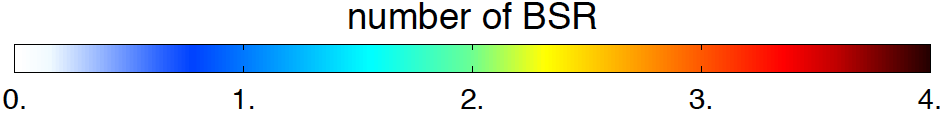 number of BSR
0. 1. 2. 3. 4.